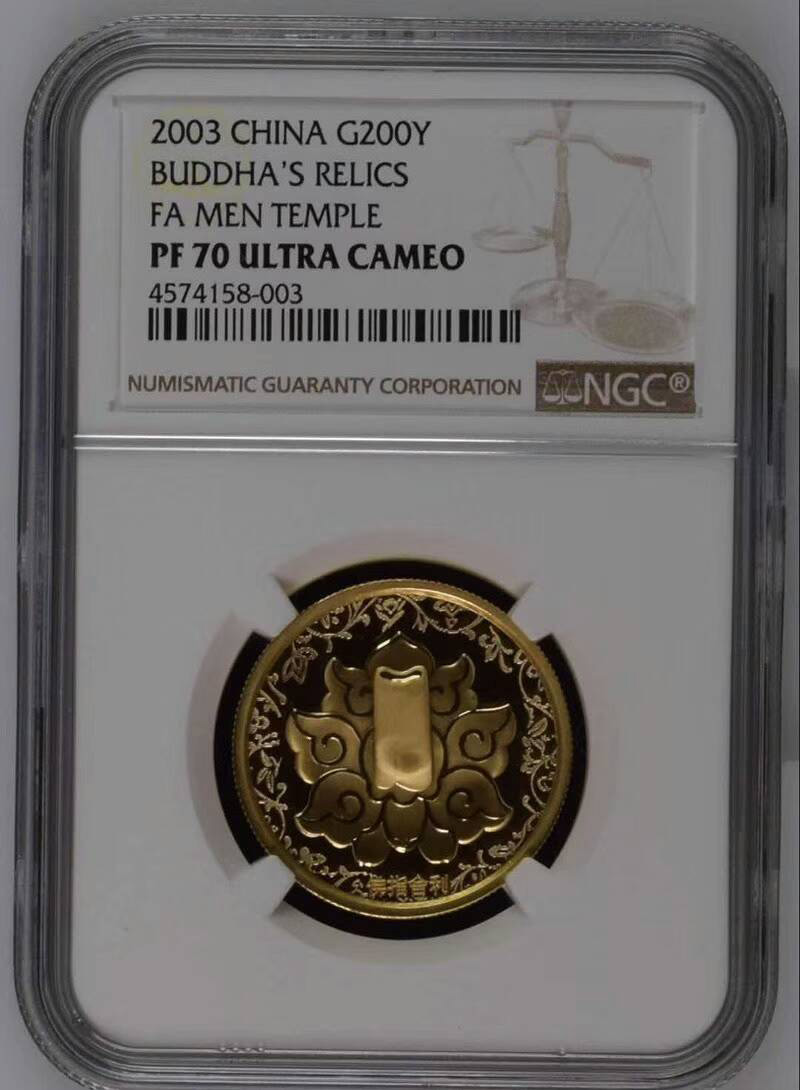 2003 CHINA G200Y
BUDDHA'S RELICS
FA MEN TEMPLE
PF 70 ULTRA CAMEO
4574158-003
NUMISMATIC GUARANTY CORPORATION
NGC®
佛指舍利